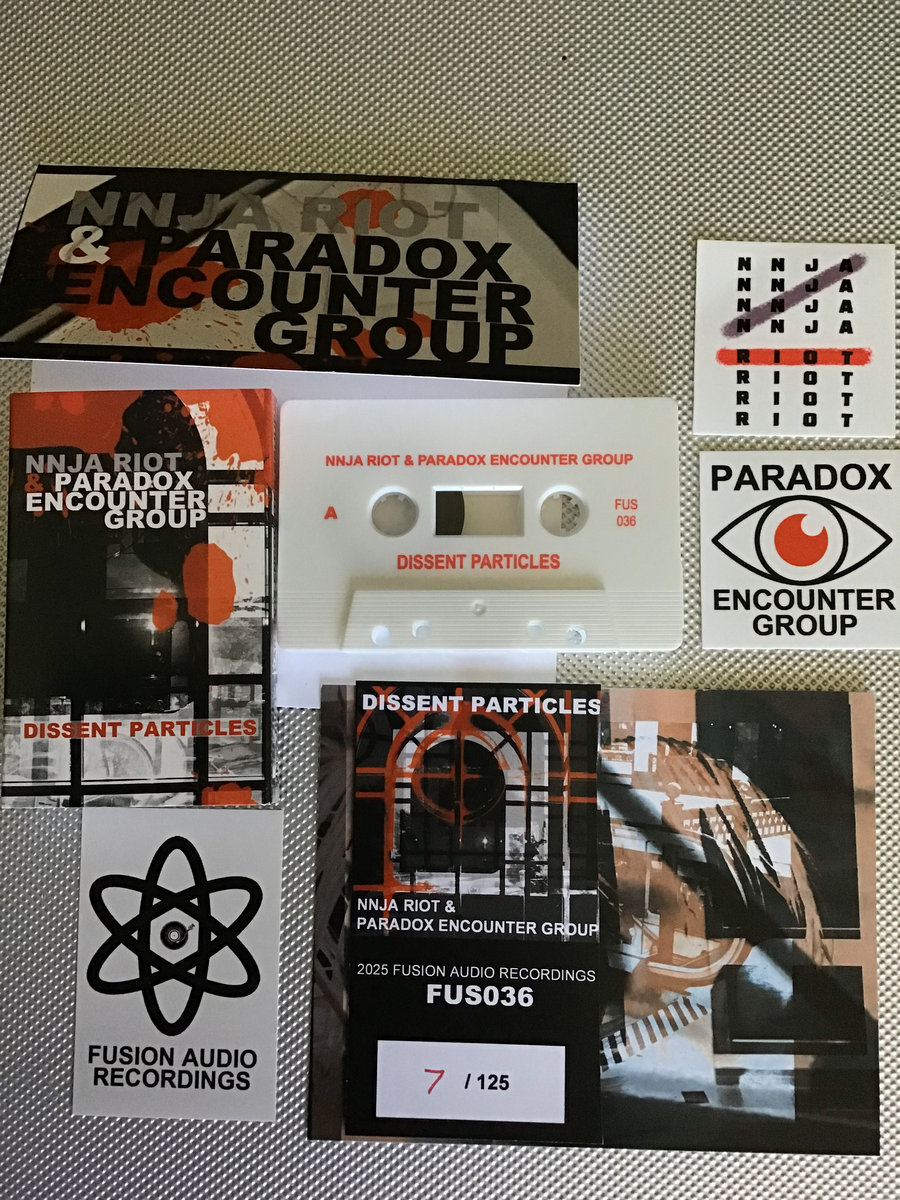 NNJA RIOT
& PARADOX
ENCOUNTER
GROUP
N N J A
N N J A
N N J A
N N J A
R I O T
R I O T
R I O T
R I O T
NNJA RIOT
& PARADOX
ENCOUNTER
GROUP
DISSENT PARTICLES
NNJA RIOT & PARADOX ENCOUNTER GROUP
A
FUS
036
DISSENT PARTICLES
PARADOX
ENCOUNTER
GROUP
DISSENT PARTICLES
NNJA RIOT &
PARADOX ENCOUNTER GROUP
2025 FUSION AUDIO RECORDINGS
FUS036
7 / 125
FUSION AUDIO
RECORDINGS